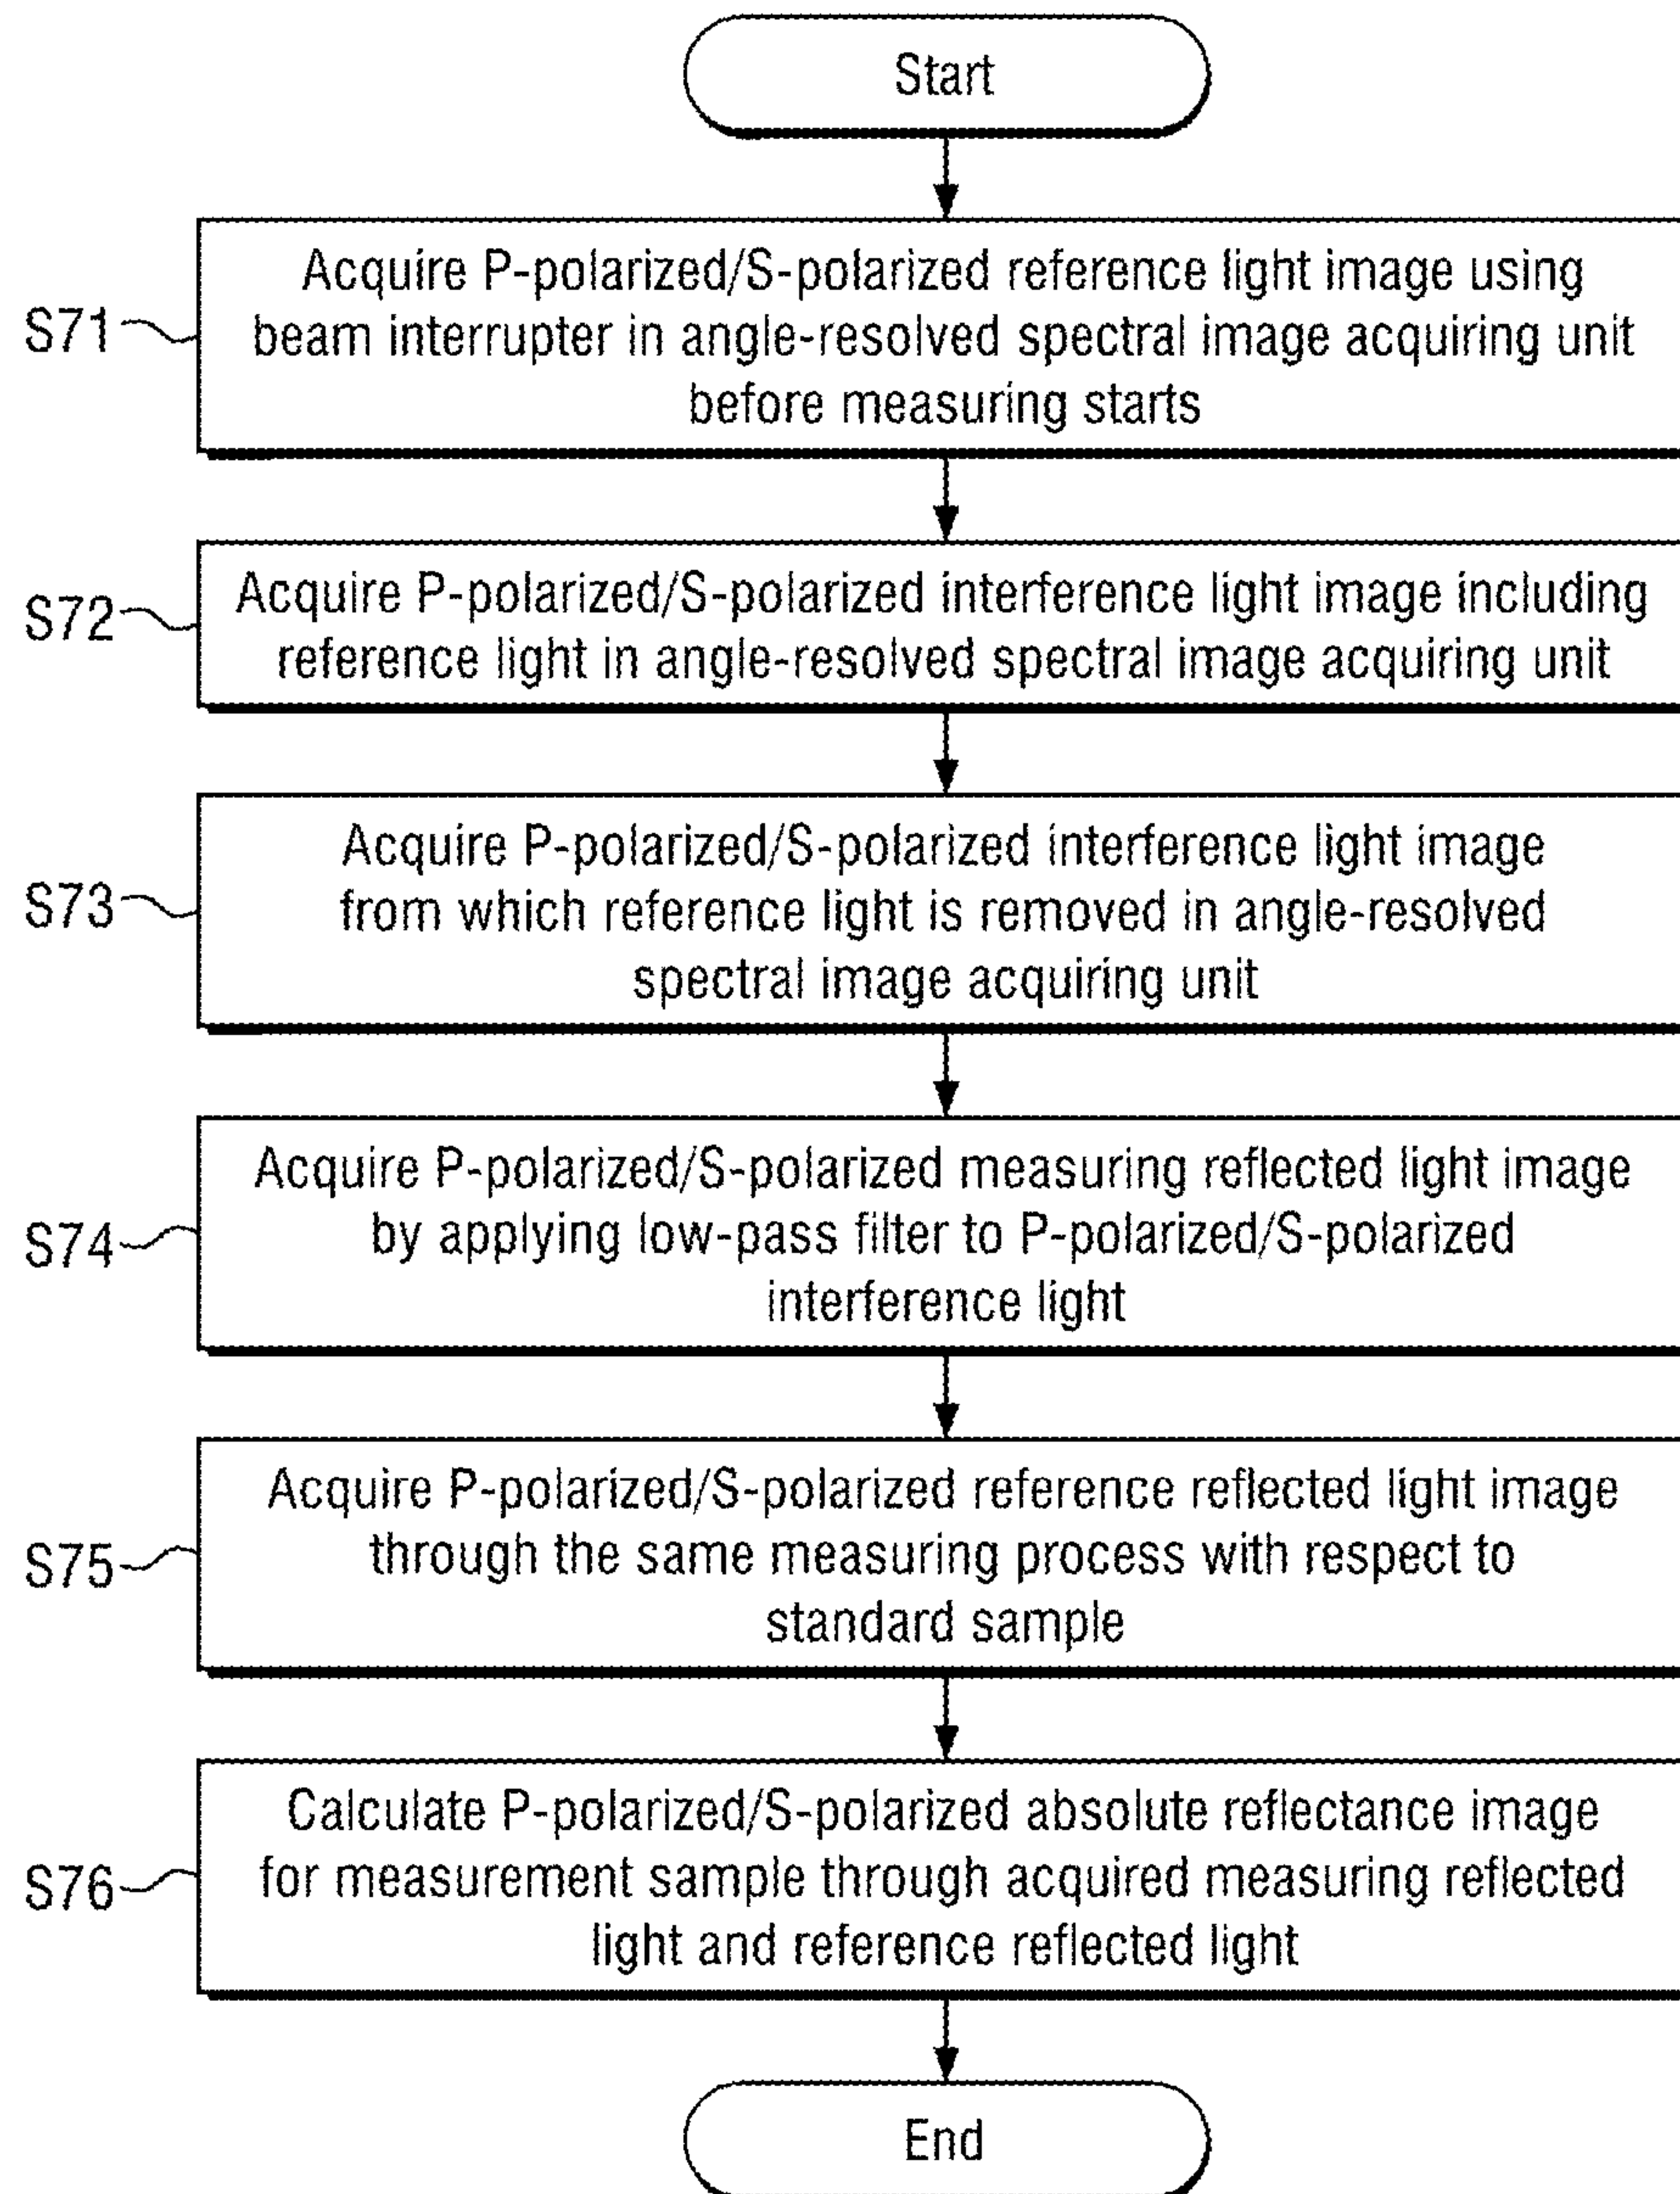 Start
S71
Acquire P-polarized/S-polarized reference light image using
beam interrupter in angle-resolved spectral image acquiring unit
before measuring starts
S72
Acquire P-polarized/S-polarized interference light image including
reference light in angle-resolved spectral image acquiring unit
S73
Acquire P-polarized/S-polarized interference light image
from which reference light is removed in angle-resolved
spectral image acquiring unit
S74
Acquire P-polarized/S-polarized measuring reflected light image
by applying low-pass filter to P-polarized/S-polarized
interference light
S75
Acquire P-polarized/S-polarized reference reflected light image
through the same measuring process with respect to
standard sample
S76
Calculate P-polarized/S-polarized absolute reflectance image
for measurement sample through acquired measuring reflected
light and reference reflected light
End